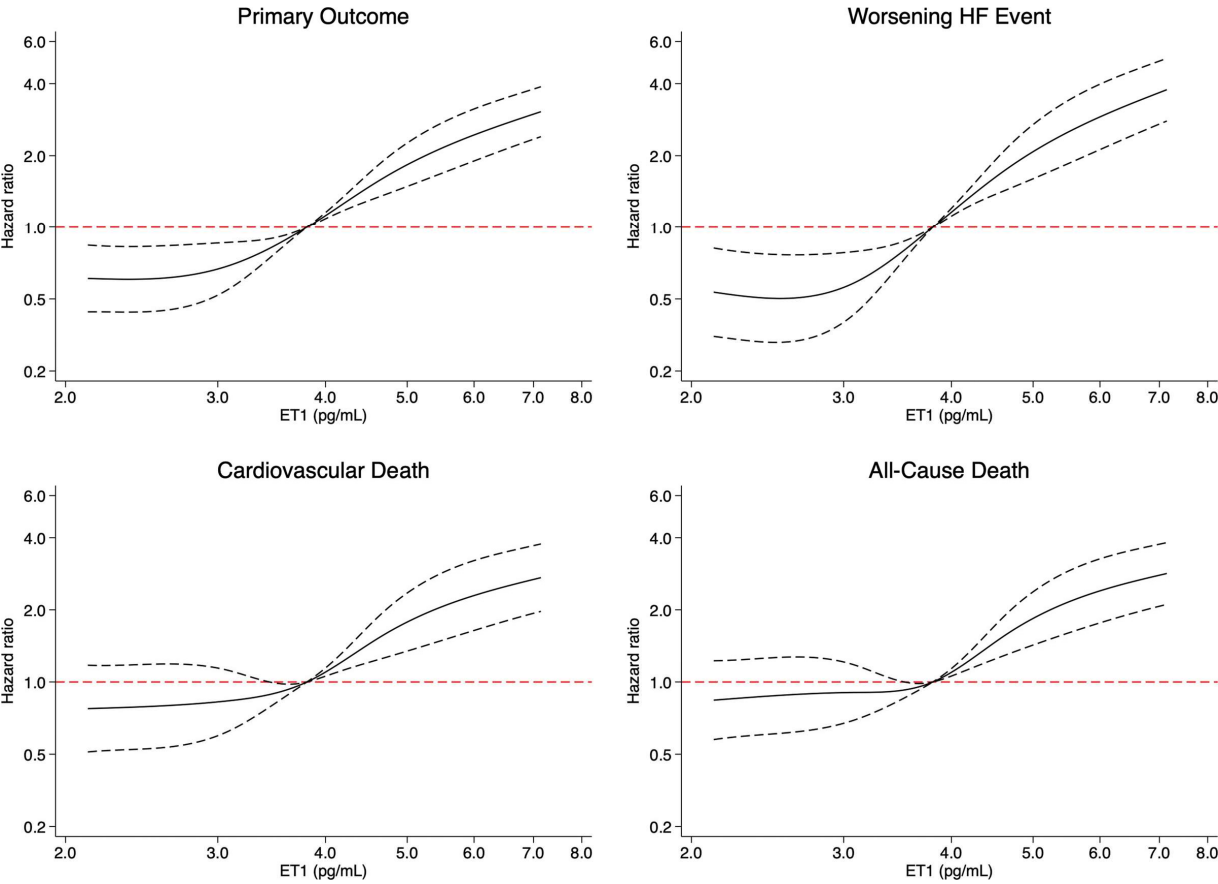 Primary Outcome
Hazard ratio
6.0
4.0
2.0
1.0
0.5
0.2
2.0 3.0 4.0 5.0 6.0 7.0 8.0
ET1 (pg/mL)
Worsening HF Event
Hazard ratio
6.0
4.0
2.0
1.0
0.5
0.2
2.0 3.0 4.0 5.0 6.0 7.0 8.0
ET1 (pg/mL)
Cardiovascular Death
Hazard ratio
6.0
4.0
2.0
1.0
0.5
0.2
2.0 3.0 4.0 5.0 6.0 7.0 8.0
ET1 (pg/mL)
All-Cause Death
Hazard ratio
6.0
4.0
2.0
1.0
0.5
0.2
2.0 3.0 4.0 5.0 6.0 7.0 8.0
ET1 (pg/mL)